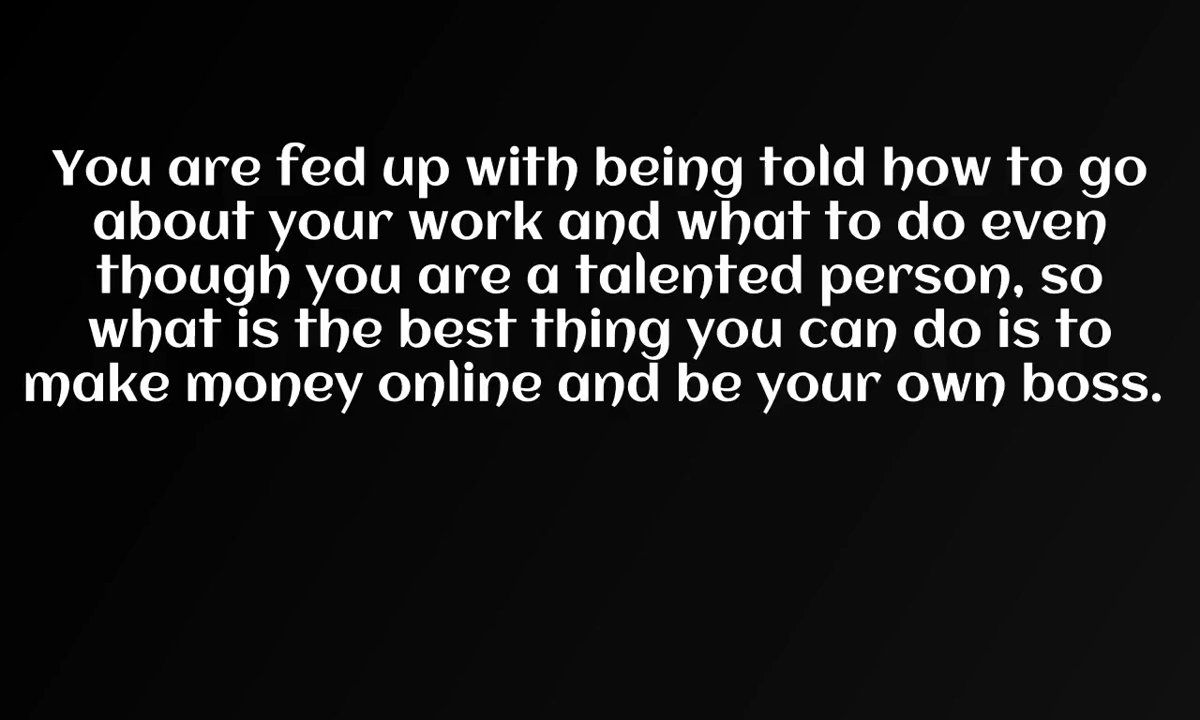 You are fed up with being told how to go
about your work and what to do even
though you are a talented person, so
what is the best thing you can do is to
make money online and be your own boss.